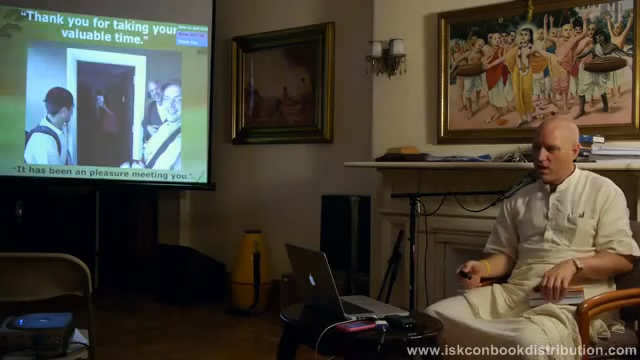 "Thank you for taking your
valuable time."
"It has been an pleasure meeting you."
www.iskconbookdistribution.com